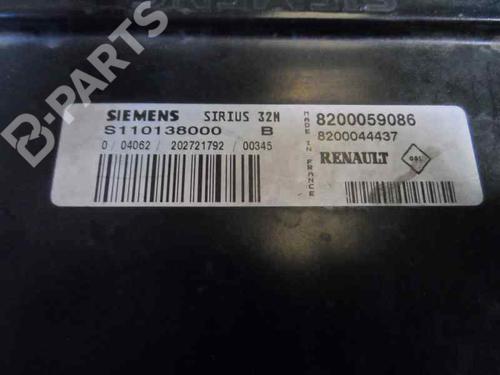 B-PARTS
SIEMENS SIRIUS 32N
S110138000 B
0 / 04062 / 202721792 / 00345
MADE IN FRANCE
8200059086
8200044437
RENAULT